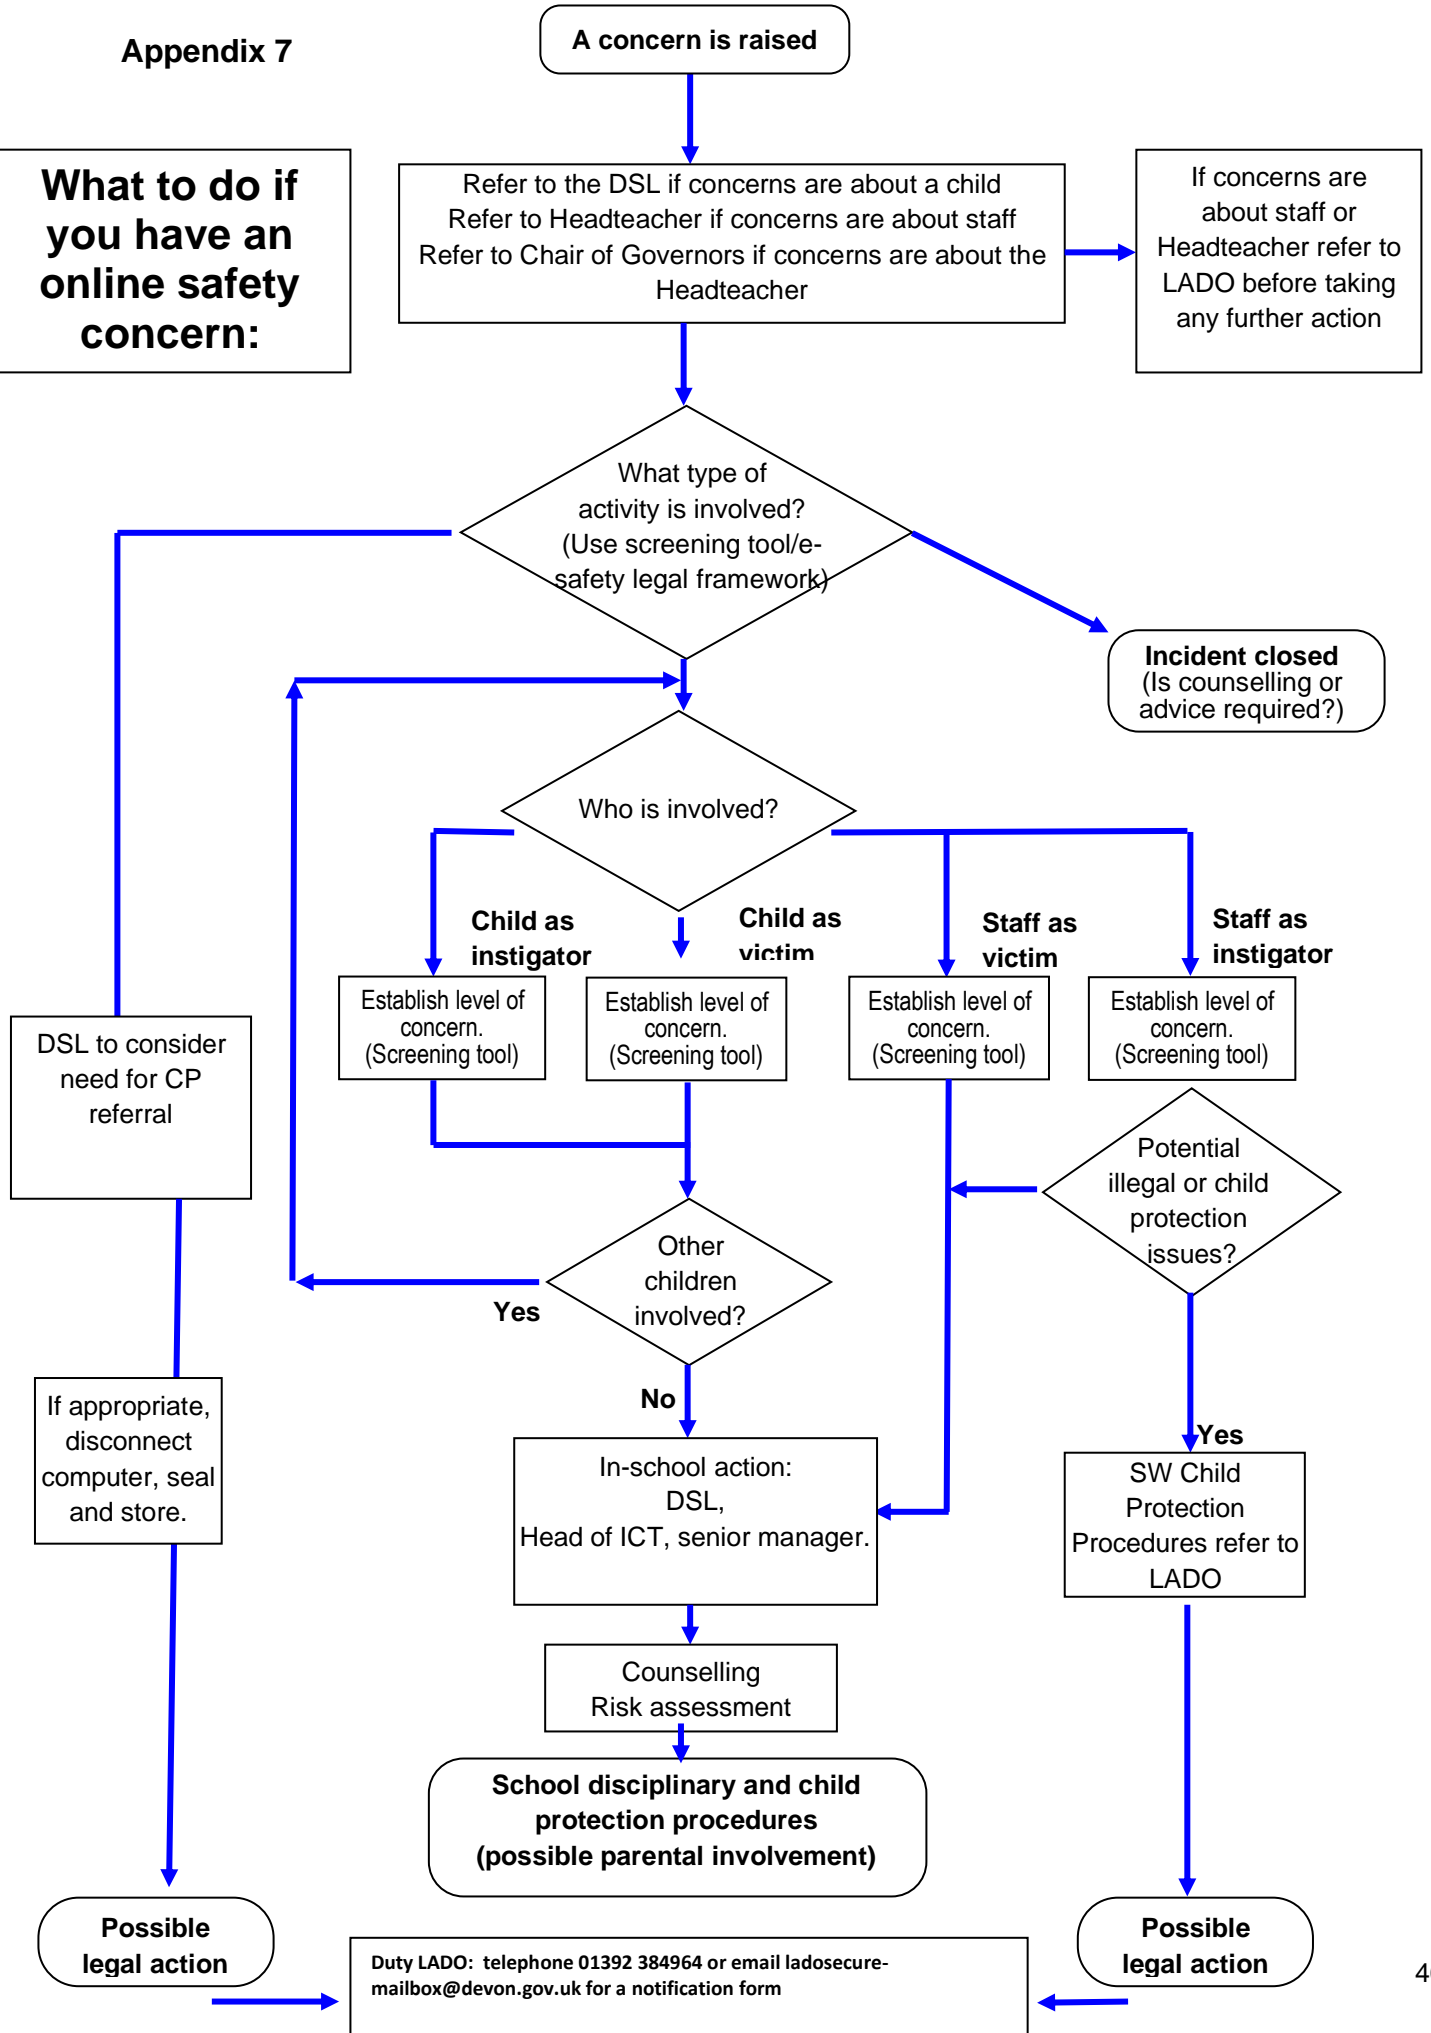 Appendix 7
A concern is raised
What to do if
you have an
online safety
concern:
Refer to the DSL if concerns are about a child
Refer to Headteacher if concerns are about staff
Refer to Chair of Governors if concerns are about the
Headteacher
If concerns are
about staff or
Headteacher refer to
LADO before taking
any further action
What type of
activity is involved?
(Use screening tool/e-
safety legal framework)
Incident closed
(Is counselling or
advice required?)
Who is involved?
Child as
instigator
Child as
victim
Staff as
victim
Staff as
instigator
Establish level of
concern.
(Screening tool)
Establish level of
concern.
(Screening tool)
Establish level of
concern.
(Screening tool)
Establish level of
concern.
(Screening tool)
DSL to consider
need for CP
referral
Potential
illegal or child
protection
issues?
Other
children
involved?
Yes
No
If appropriate,
disconnect
computer, seal
and store.
In-school action:
DSL,
Head of ICT, senior manager.
Yes
SW Child
Protection
Procedures refer to
LADO
Counselling
Risk assessment
School disciplinary and child
protection procedures
(possible parental involvement)
Possible
legal action
Possible
legal action
Duty LADO: telephone 01392 384964 or email ladosecure-
mailbox@devon.gov.uk for a notification form